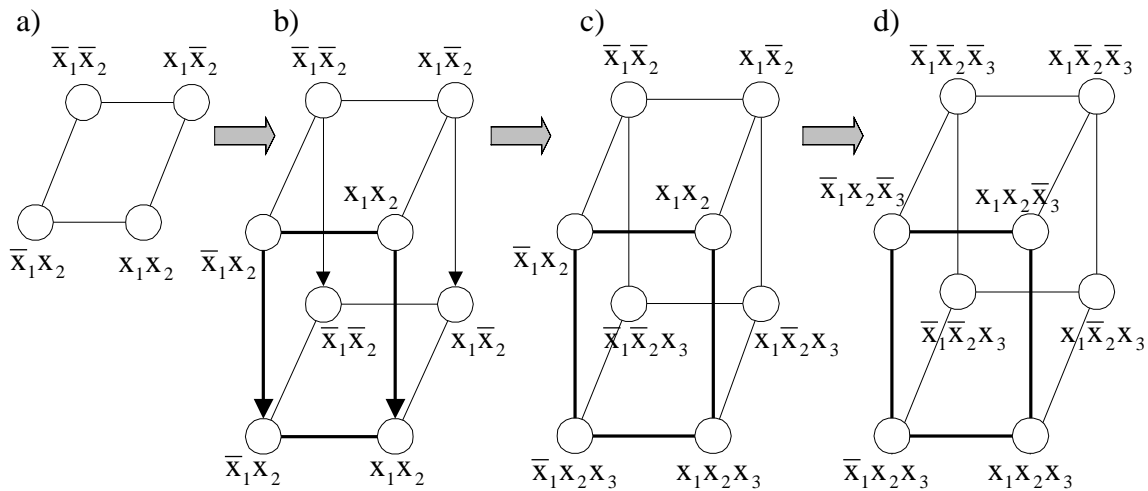 a) b) c) d)
x̅₁x̅₂ x₁x̅₂ x̅₁x̅₂ x₁x̅₂ x̅₁x̅₂ x₁x̅₂ x̅₁x̅₂x̅₃ x₁x̅₂x̅₃
x₁x₂ x₁x₂ x̅₁x₂x̅₃ x₁x₂x̅₃
x̅₁x₂ x₁x₂ x̅₁x₂ x̅₁x₂
x̅₁x̅₂ x₁x̅₂ x̅₁x̅₂x₃ x₁x̅₂x₃ x̅₁x̅₂x₃ x₁x̅₂x₃
x̅₁x₂ x₁x₂ x̅₁x₂x₃ x₁x₂x₃ x̅₁x₂x₃ x₁x₂x₃